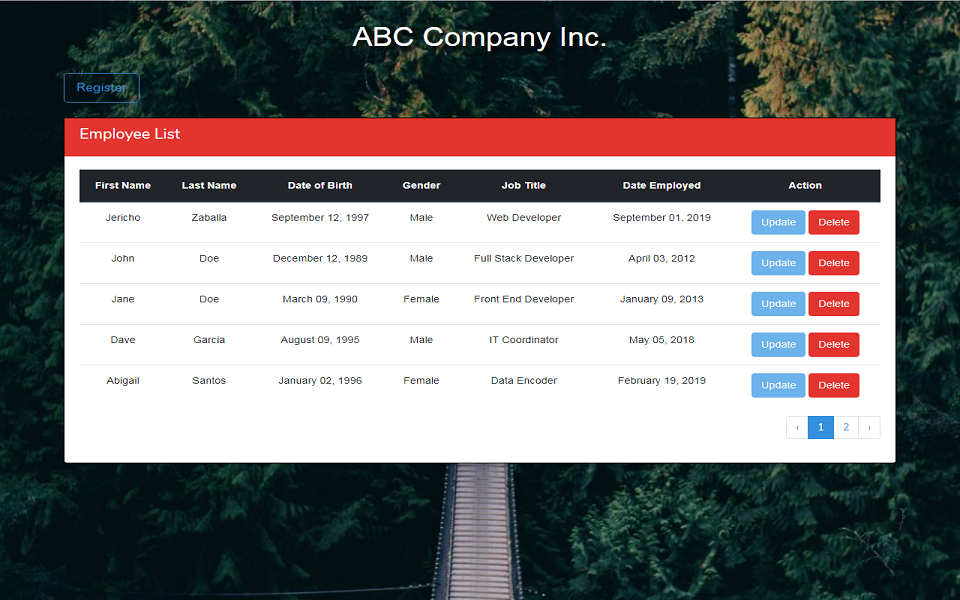 ABC Company Inc.
Register
Employee List
First Name Last Name Date of Birth Gender Job Title Date Employed Action
Jericho Zaballa September 12, 1997 Male Web Developer September 01, 2019 Update Delete
John Doe December 12, 1989 Male Full Stack Developer April 03, 2012 Update Delete
Jane Doe March 09, 1990 Female Front End Developer January 09, 2013 Update Delete
Dave Garcia August 09, 1995 Male IT Coordinator May 05, 2018 Update Delete
Abigail Santos January 02, 1996 Female Data Encoder February 19, 2019 Update Delete
‹ 1 2 ›